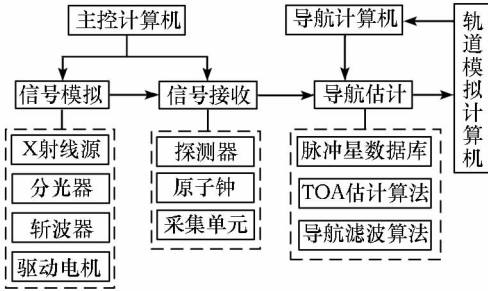 主控计算机
导航计算机
轨道模拟计算机
信号模拟
信号接收
导航估计
X射线源
分光器
斩波器
驱动电机
探测器
原子钟
采集单元
脉冲星数据库
TOA估计算法
导航滤波算法